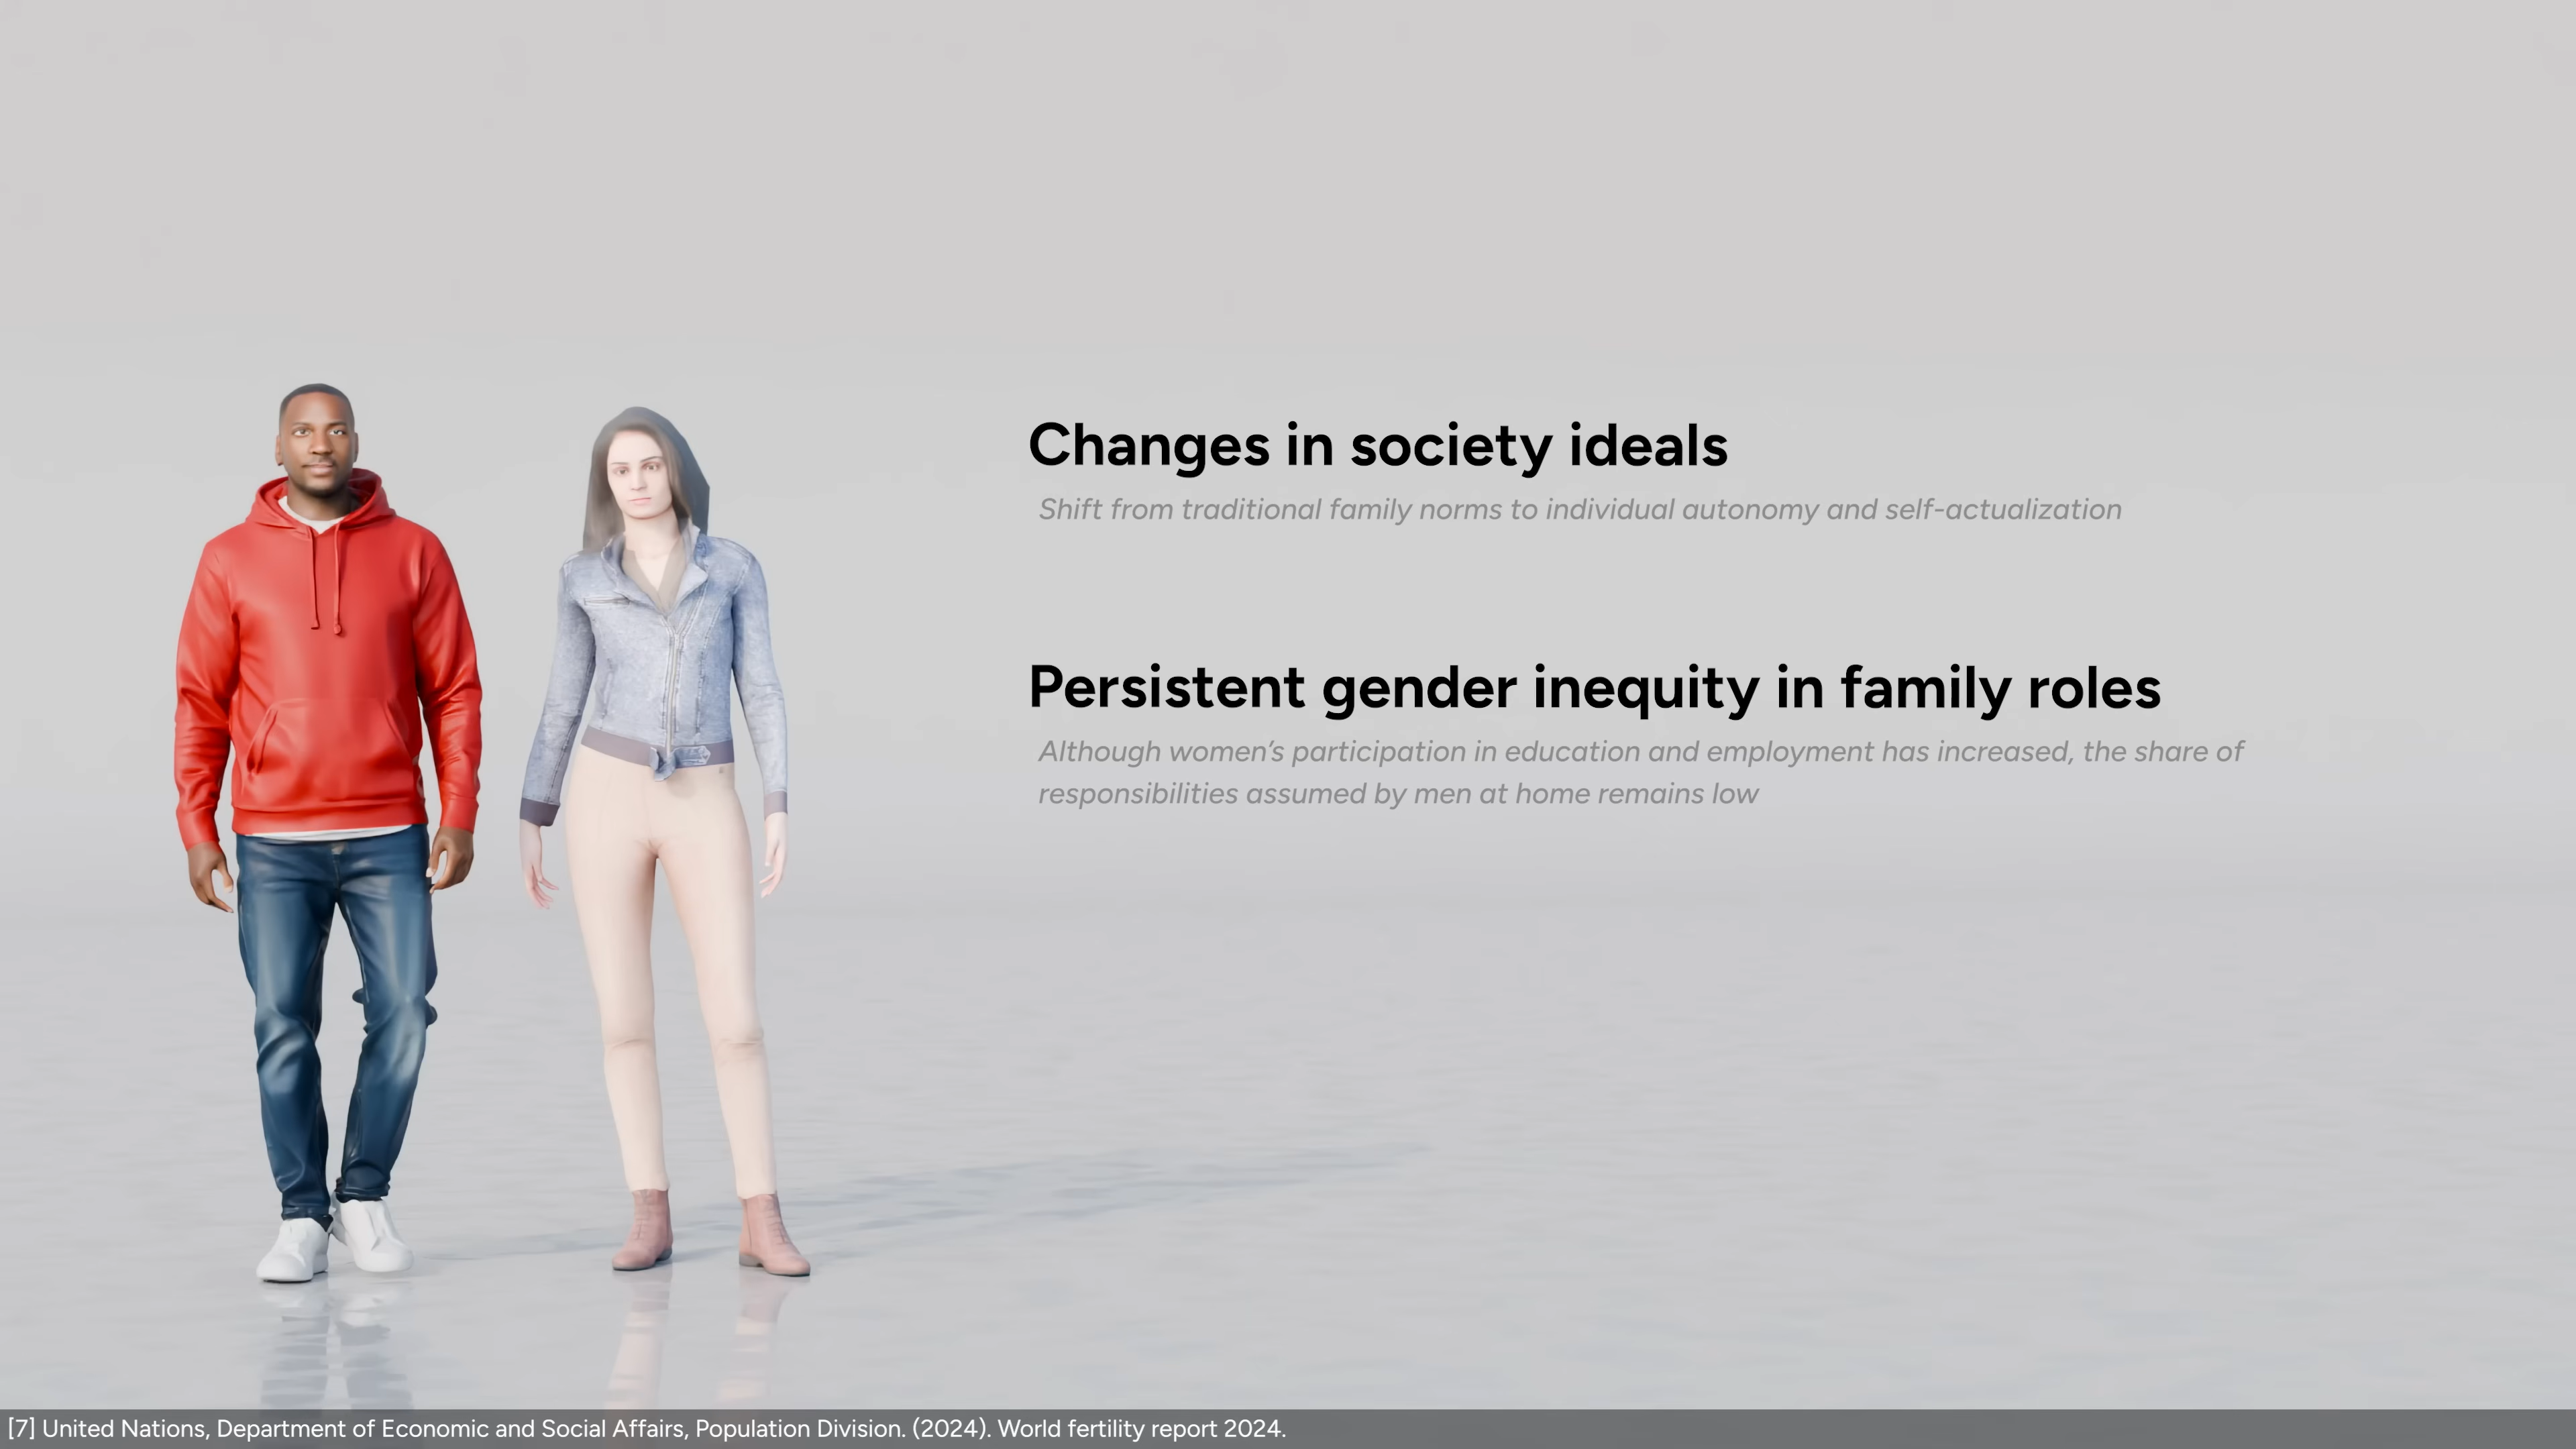 Changes in society ideals
Shift from traditional family norms to individual autonomy and self-actualization
Persistent gender inequity in family roles
Although women’s participation in education and employment has increased, the share of
responsibilities assumed by men at home remains low
[7] United Nations, Department of Economic and Social Affairs, Population Division. (2024). World fertility report 2024.